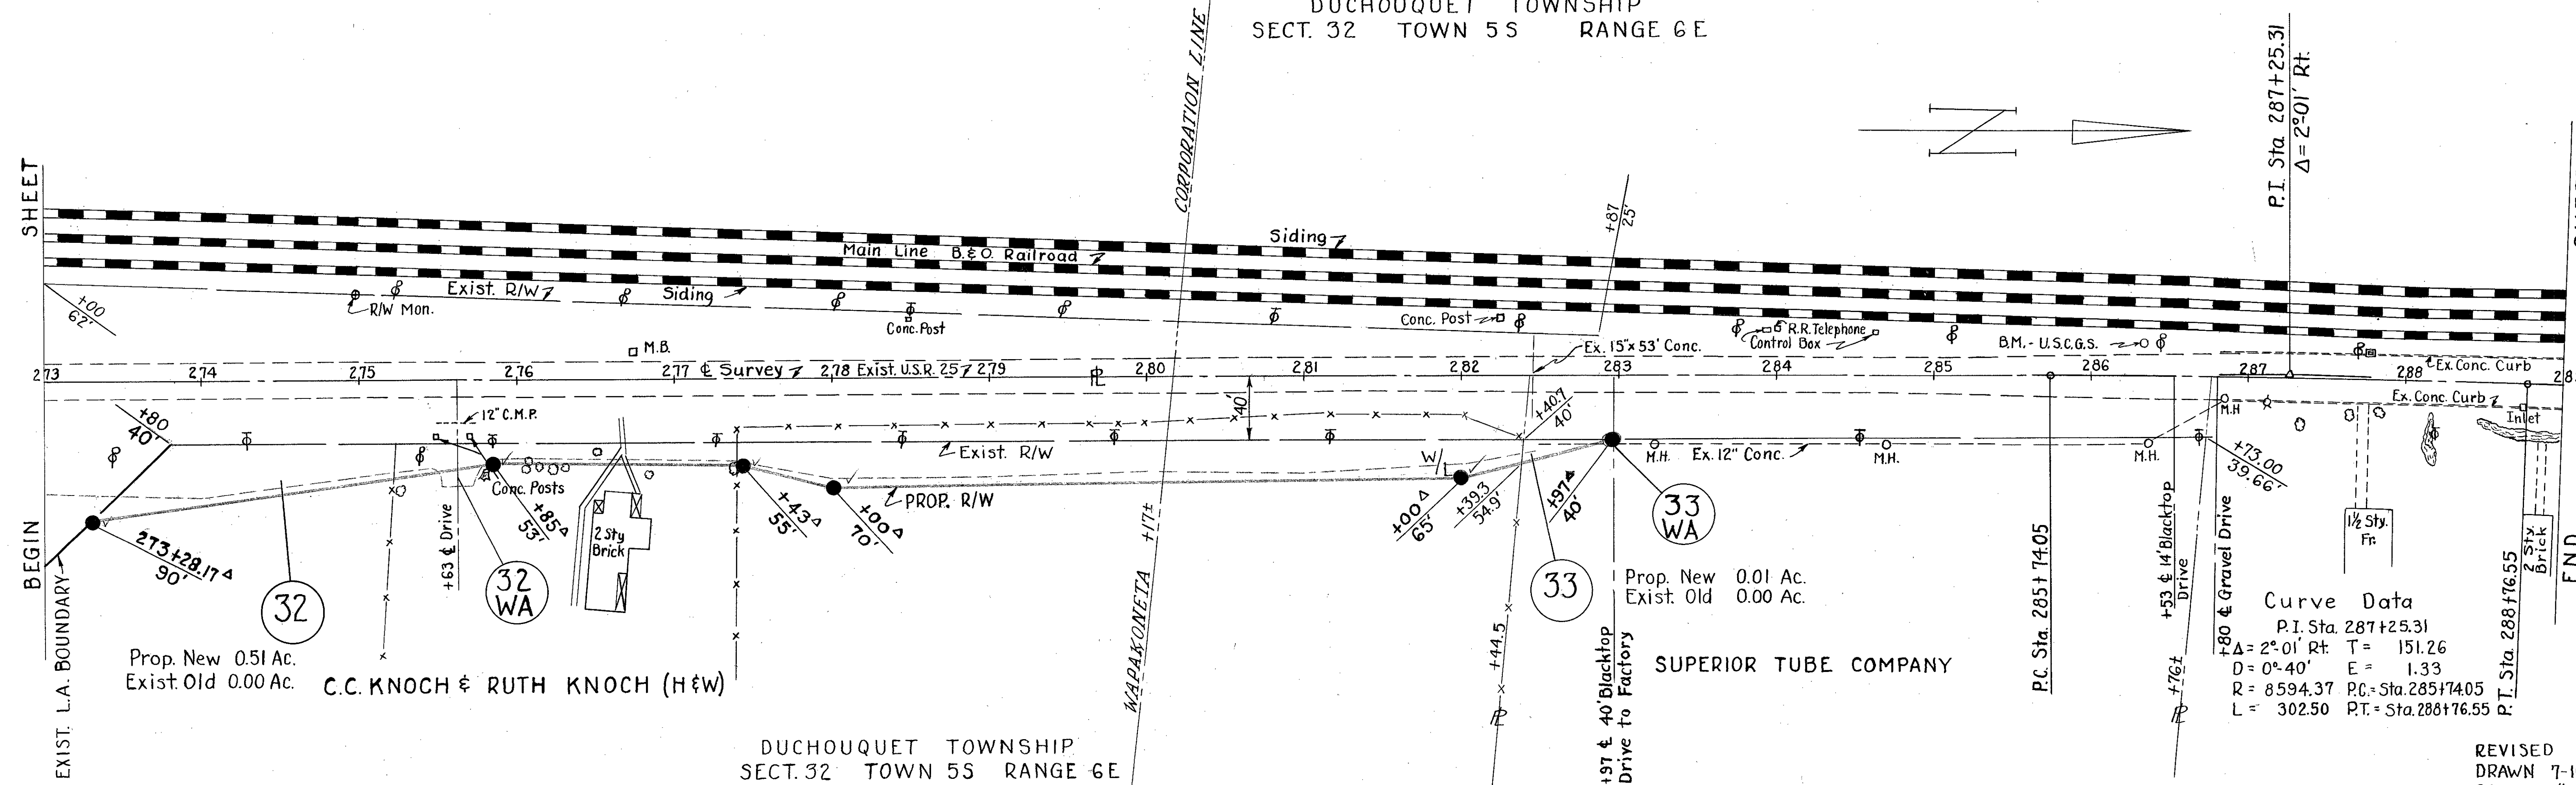 DUCHOUQUET TOWNSHIP
SECT. 32 TOWN 5S RANGE 6E
CORPORATION LINE
P.I. Sta. 287+25.31
Δ= 2°-01' Rt.
SHEET
+87
25'
Siding
Main Line B.&O. Railroad
Exist. R/W
Siding
+00
62'
R/W Mon.
Conc. Post
Conc. Post
R.R. Telephone
Control Box
B.M. - U.S.C.G.S.
M.B.
Ex. 15"x 53' Conc.
Ex. Conc. Curb
273 274 275 276 277 ℄ Survey 278 Exist. U.S.R. 25 279 ⅊ 280 281 282 283 284 285 286 287 288
Ex. Conc. Curb
M.H
Inlet
+80
40'
12" C.M.P.
40'
+40.7
40'
Exist. R/W
W/L
M.H.
Ex. 12" Conc.
M.H.
M.H.
+73.00
39.66'
Conc. Posts
PROP. R/W
+85Δ
53'
+43Δ
55'
+00Δ
70'
+00Δ
65'
+39.3
54.9'
+97Δ
40'
33
WA
2 Sty
Brick
1½ Sty.
Fr.
2 Sty.
Brick
273+28.17Δ
90'
+63 ℄ Drive
+17±
BEGIN
END
32
32
WA
33
Prop. New 0.01 Ac.
Exist. Old 0.00 Ac.
P.C. Sta. 285+74.05
+53 ℄ 14' Blacktop
Drive
+80 ℄ Gravel Drive
P.T. Sta. 288+76.55
Curve Data
P.I. Sta. 287+25.31
Δ= 2°-01' Rt. T = 151.26
D = 0°-40' E = 1.33
R = 8594.37 P.C.= Sta. 285+74.05
L = 302.50 P.T.= Sta. 288+76.55
EXIST. L.A. BOUNDARY
Prop. New 0.51 Ac.
Exist. Old 0.00 Ac.
C.C. KNOCH & RUTH KNOCH (H&W)
WAPAKONETA
+44.5
⅊
+97 ℄ 40' Blacktop
Drive to Factory
SUPERIOR TUBE COMPANY
+76±
⅊
DUCHOUQUET TOWNSHIP
SECT. 32 TOWN 5S RANGE 6E
REVISED
DRAWN 7-1